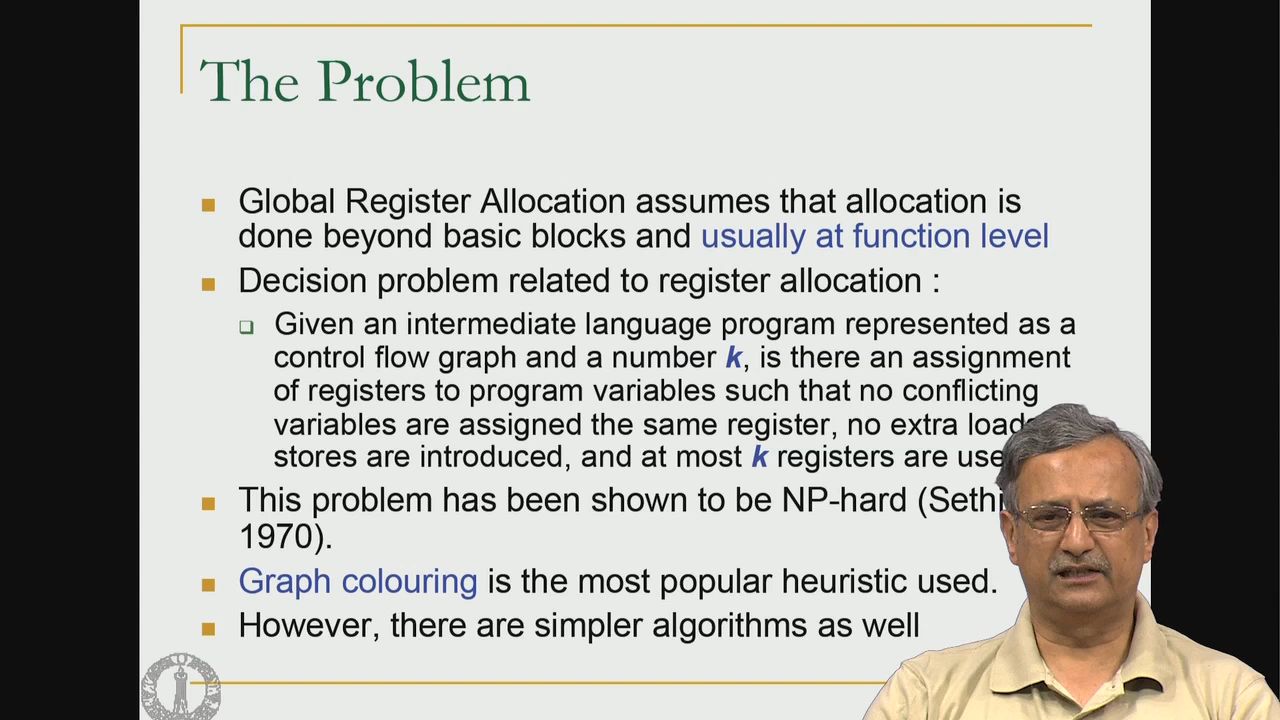 The Problem
Global Register Allocation assumes that allocation is
done beyond basic blocks and usually at function level
Decision problem related to register allocation :
Given an intermediate language program represented as a
control flow graph and a number k, is there an assignment
of registers to program variables such that no conflicting
variables are assigned the same register, no extra loads
stores are introduced, and at most k registers are
This problem has been shown to be NP-hard (Sethi
1970).
Graph colouring is the most popular heuristic used.
However, there are simpler algorithms as well